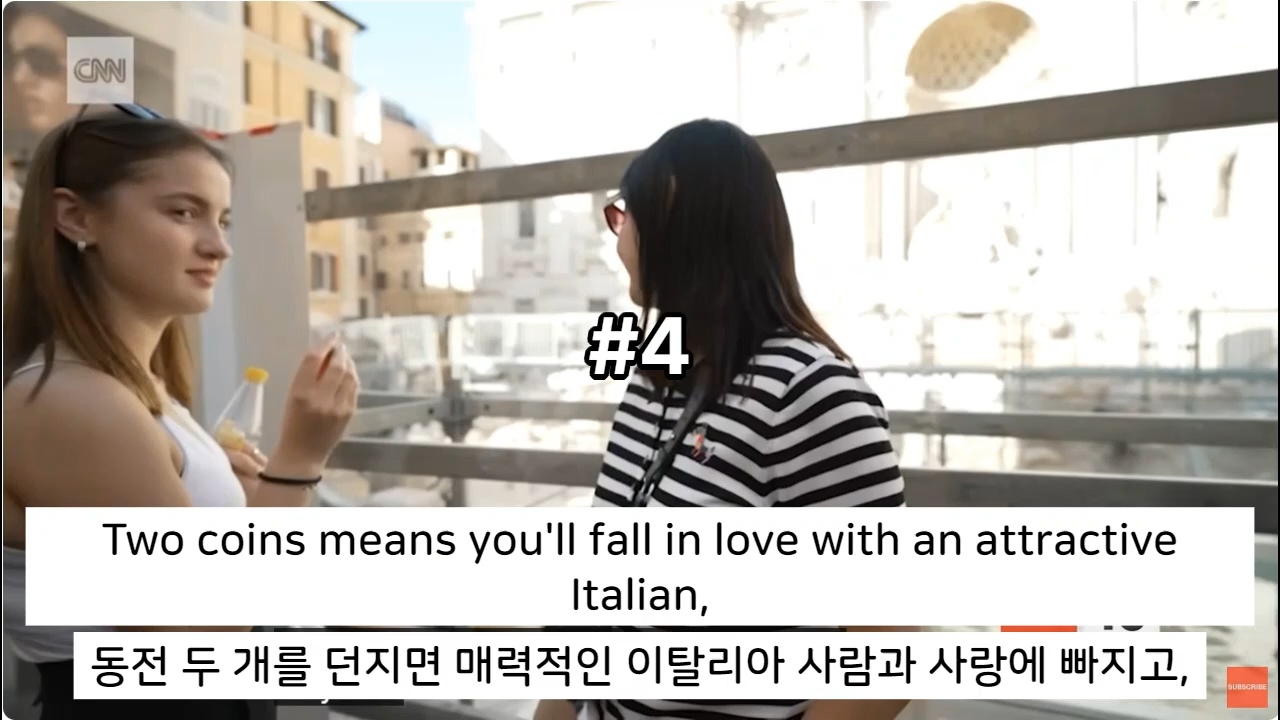 CNN
#4
Two coins means you'll fall in love with an attractive
Italian,
동전 두 개를 던지면 매력적인 이탈리아 사람과 사랑에 빠지고,
SUBSCRIBE